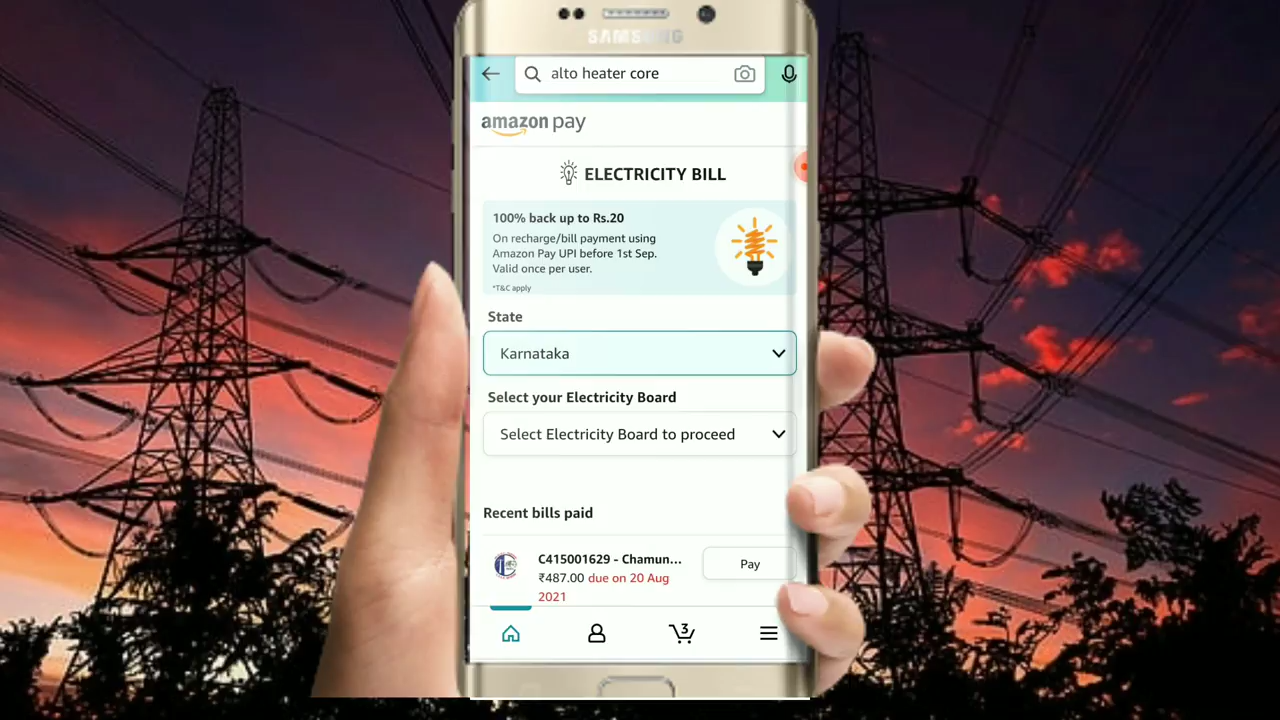 SAMSUNG
alto heater core
amazon pay
ELECTRICITY BILL
100% back up to Rs.20
On recharge/bill payment using
Amazon Pay UPI before 1st Sep.
Valid once per user.
*T&C apply
State
Karnataka
Select your Electricity Board
Select Electricity Board to proceed
Recent bills paid
C415001629 - Chamun...
₹487.00 due on 20 Aug
2021
Pay
3